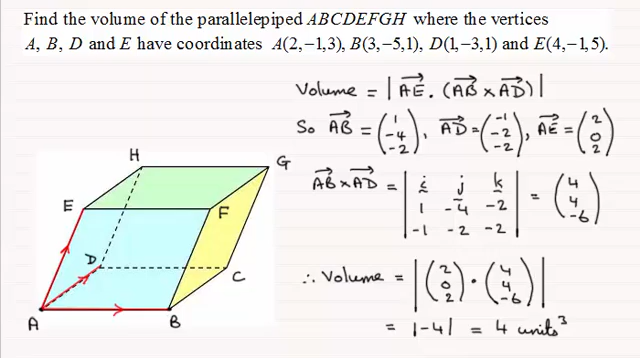 Find the volume of the parallelepiped ABCDEFGH where the vertices
A, B, D and E have coordinates A(2,−1,3), B(3,−5,1), D(1,−3,1) and E(4,−1,5).
Volume = | AE⃗ . (AB⃗ × AD⃗) |
So AB⃗ = (1 -4 -2), AD⃗ = (-1 -2 -2), AE⃗ = (2 0 2)
AB⃗ × AD⃗ = | i j k | = (4 4 -6)
1 -4 -2
-1 -2 -2
∴ Volume = | (2 0 2) · (4 4 -6) |
= |-4| = 4 units³
H
G
E
F
D
C
A
B